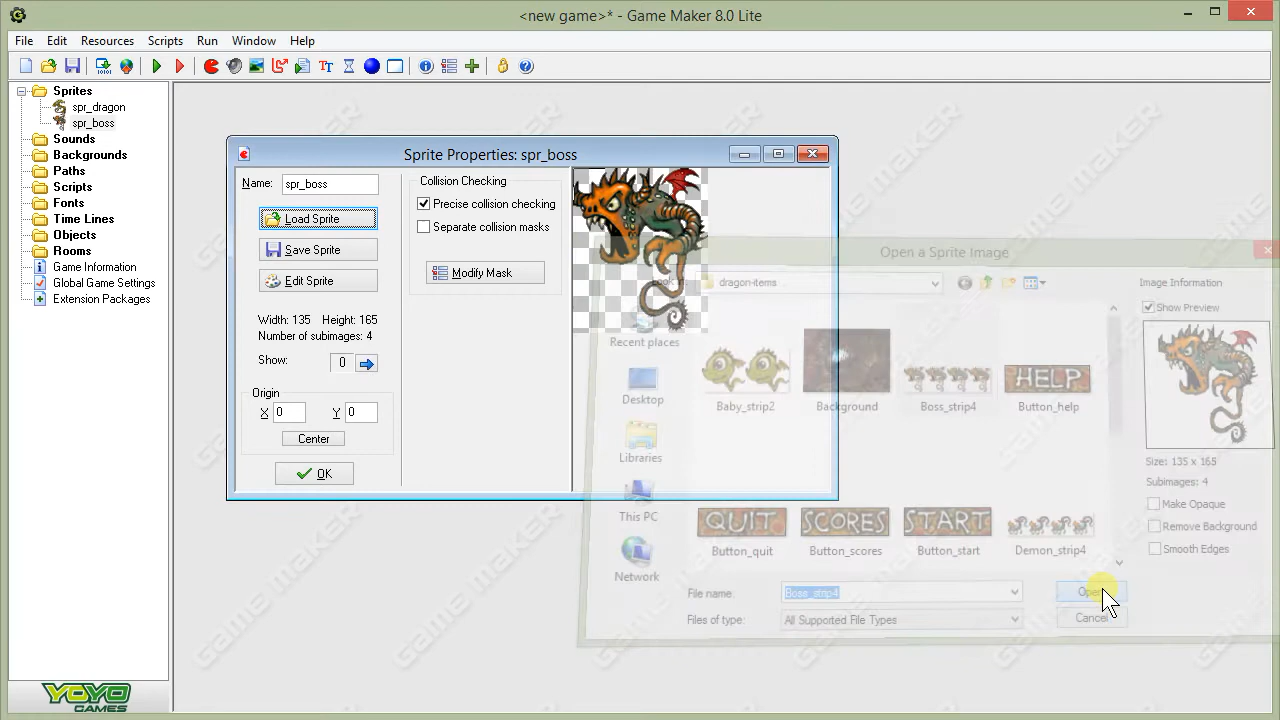 <new game>* - Game Maker 8.0 Lite
File Edit Resources Scripts Run Window Help
Sprites
spr_dragon
spr_boss
Sounds
Backgrounds
Paths
Scripts
Fonts
Time Lines
Objects
Rooms
Game Information
Global Game Settings
Extension Packages
YOYO
GAMES
Sprite Properties: spr_boss
Name: spr_boss
Load Sprite
Save Sprite
Edit Sprite
Width: 135 Height: 165
Number of subimages: 4
Show: 0
Origin
X 0 Y 0
Center
OK
Collision Checking
Precise collision checking
Separate collision masks
Modify Mask
Open a Sprite Image
Look in: dragon-items
Recent places
Desktop
Libraries
This PC
Network
Baby_strip2
Background
Boss_strip4
HELP
Button_help
QUIT
Button_quit
SCORES
Button_scores
START
Button_start
Demon_strip4
File name: Boss_strip4
Files of type: All Supported File Types
Open
Cancel
Image Information
Show Preview
Size: 135 x 165
Subimages: 4
Make Opaque
Remove Background
Smooth Edges
GAME MAKER